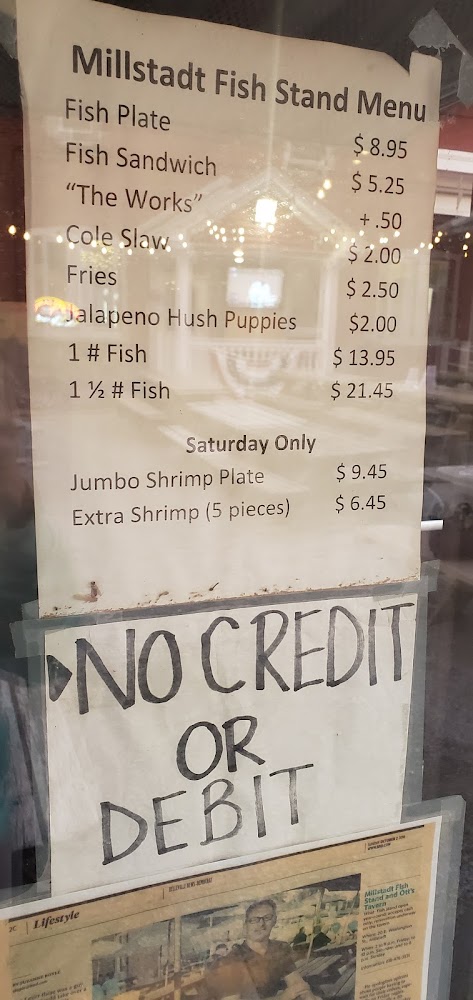 Millstadt Fish Stand Menu
Fish Plate $ 8.95
Fish Sandwich $ 5.25
"The Works" + .50
Cole Slaw $ 2.00
Fries $ 2.50
Jalapeno Hush Puppies $2.00
1 # Fish $ 13.95
1 ½ # Fish $ 21.45
Saturday Only
Jumbo Shrimp Plate $ 9.45
Extra Shrimp (5 pieces) $ 6.45
NO CREDIT
OR
DEBIT
2C Lifestyle
Millstadt Fish
Stand and Ott's
Tavern